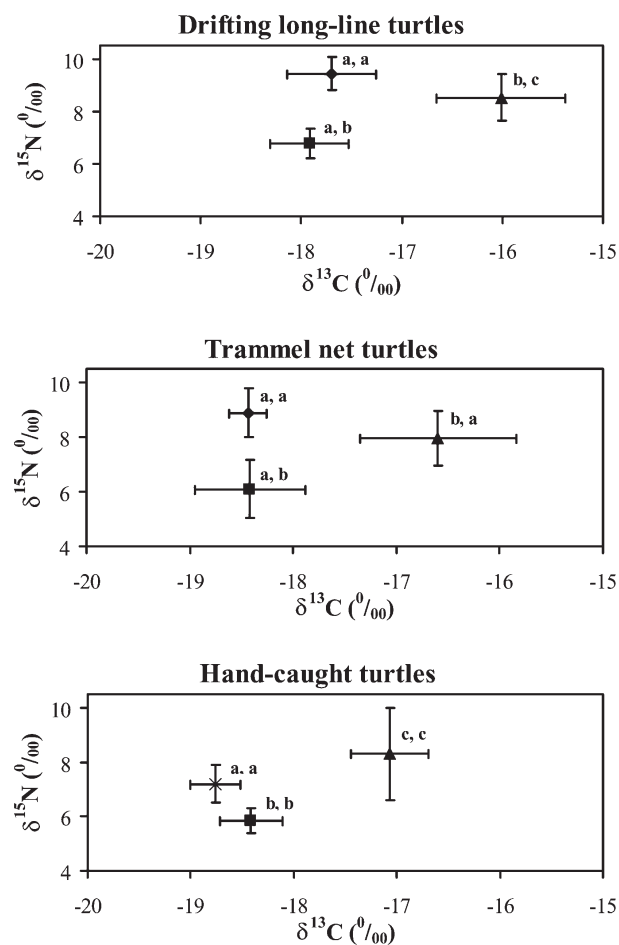 Drifting long-line turtles
10
8
6
4
δ15N (0/00)
a, a
b, c
a, b
-20 -19 -18 -17 -16 -15
δ13C (0/00)
Trammel net turtles
10
8
6
4
δ15N (0/00)
a, a
b, a
a, b
-20 -19 -18 -17 -16 -15
δ13C (0/00)
Hand-caught turtles
10
8
6
4
δ15N (0/00)
c, c
a, a
b, b
-20 -19 -18 -17 -16 -15
δ13C (0/00)